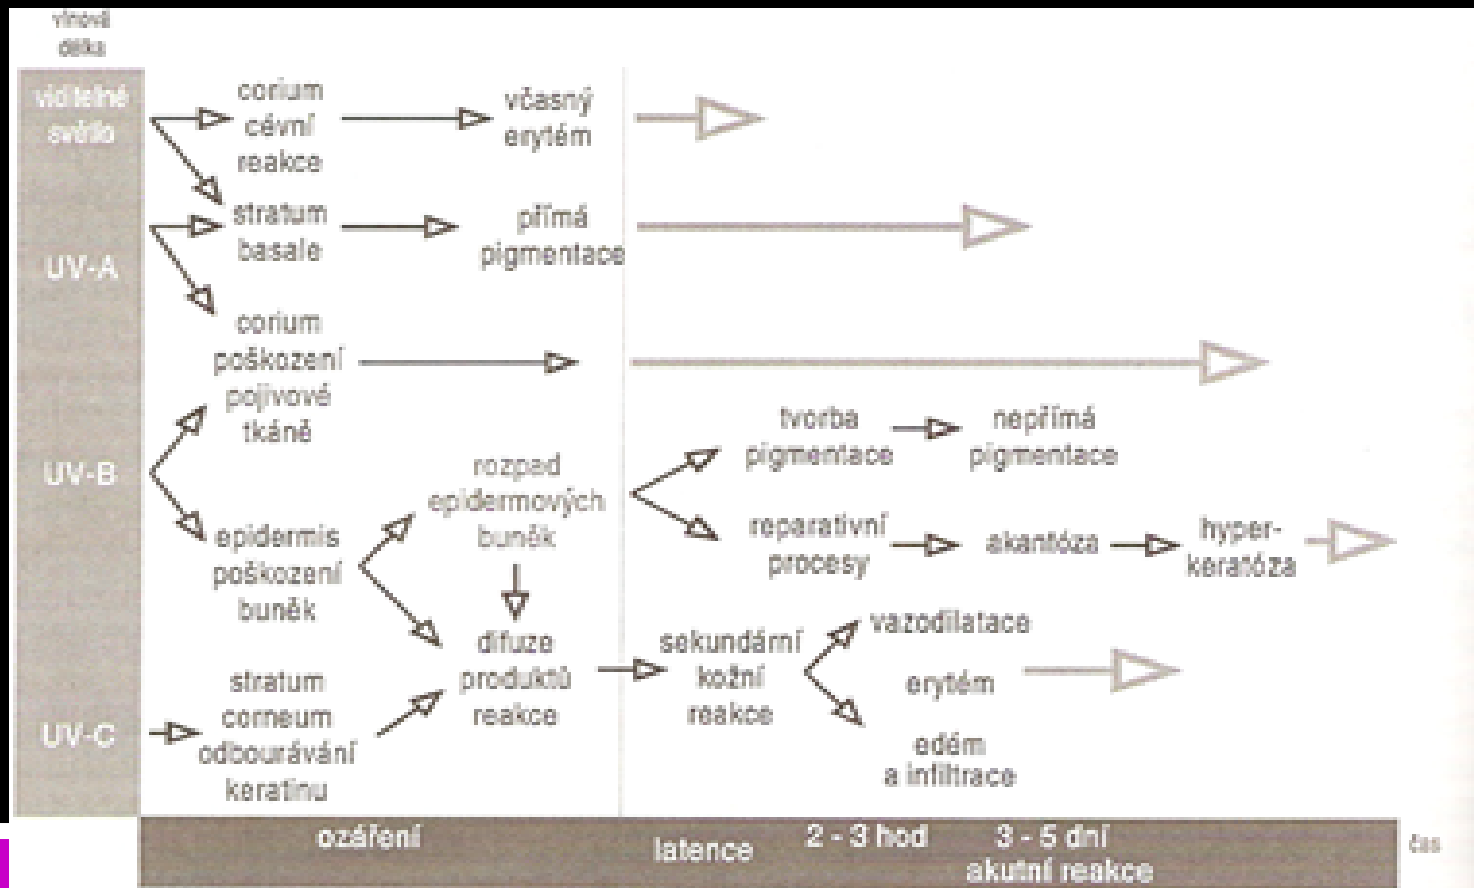 vlnová
délka
viditelné
světlo
UV-A
UV-B
UV-C
corium
cévní
reakce
včasný
erytém
stratum
basale
přímá
pigmentace
corium
poškození
pojivové
tkáně
epidermis
poškození
buněk
rozpad
epidermových
buněk
tvorba
pigmentace
nepřímá
pigmentace
reparativní
procesy
akantóza
hyper-
keratóza
stratum
corneum
odbourávání
keratinu
difuze
produktů
reakce
sekundární
kožní
reakce
vazodilatace
erytém
edém
a infiltrace
ozáření
latence
2 - 3 hod
3 - 5 dní
akutní reakce
čas